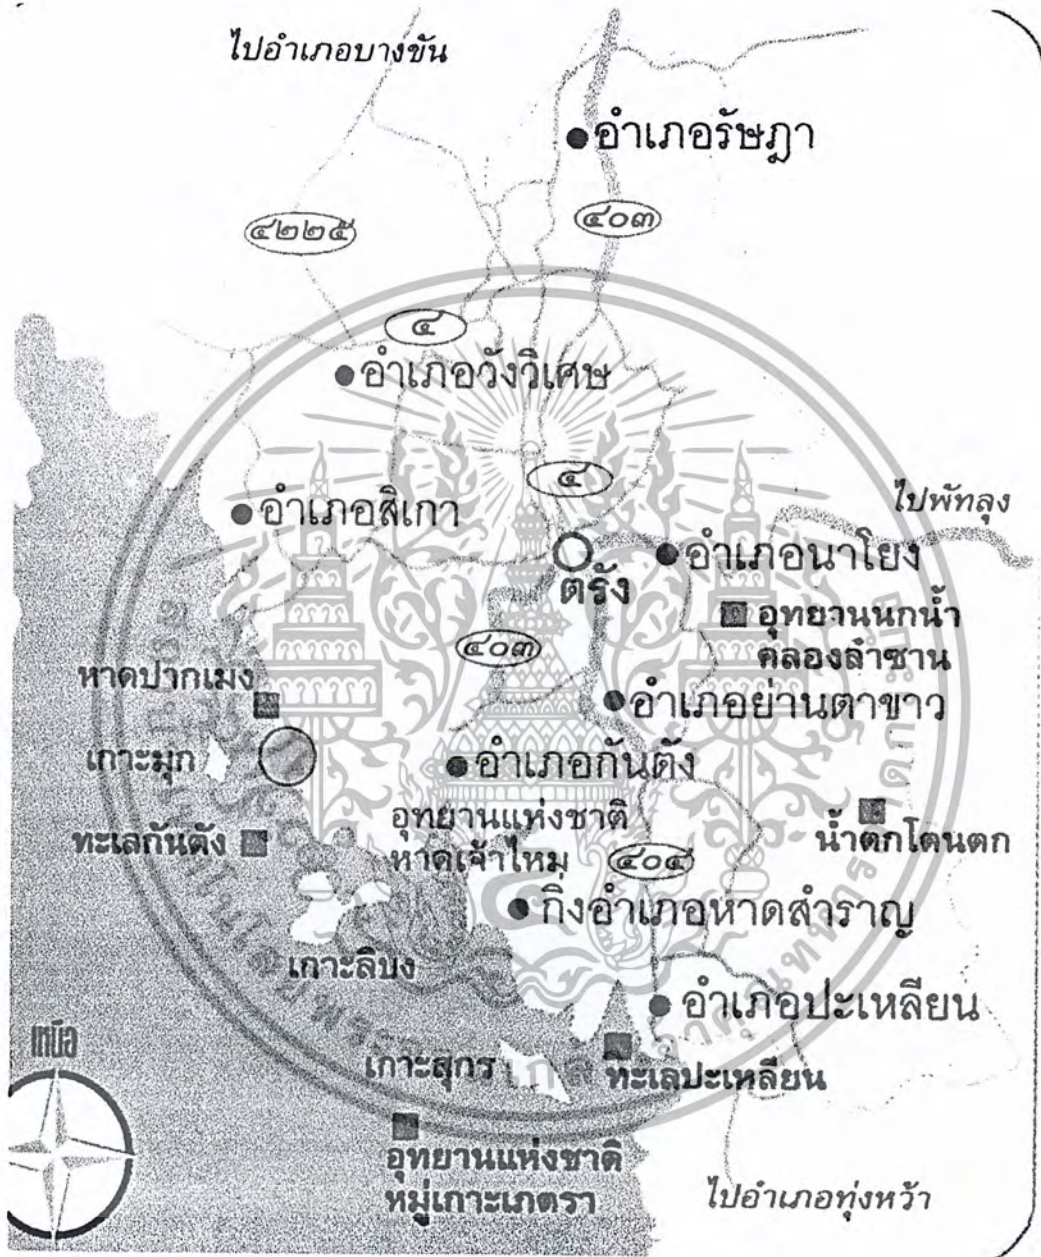 ไปอำเภอบางขัน
อำเภอรัษฎา
๔๒๒๕
๔๐๓
๔
อำเภอวังวิเศษ
๔
ไปพัทลุง
อำเภอสิเกา
อำเภอนาโยง
ตรัง
อุทยานนกน้ำ
คลองลำชาน
๔๐๓
หาดปากเมง
อำเภอย่านตาขาว
เกาะมุก
อำเภอกันตัง
อุทยานแห่งชาติ
หาดเจ้าไหม
ทะเลกันตัง
น้ำตกโตนตก
๔๐๔
กิ่งอำเภอหาดสำราญ
เกาะลิบง
อำเภอปะเหลียน
เหนือ
เกาะสุกร
ทะเลปะเหลียน
อุทยานแห่งชาติ
หมู่เกาะเภตรา
ไปอำเภอทุ่งหว้า